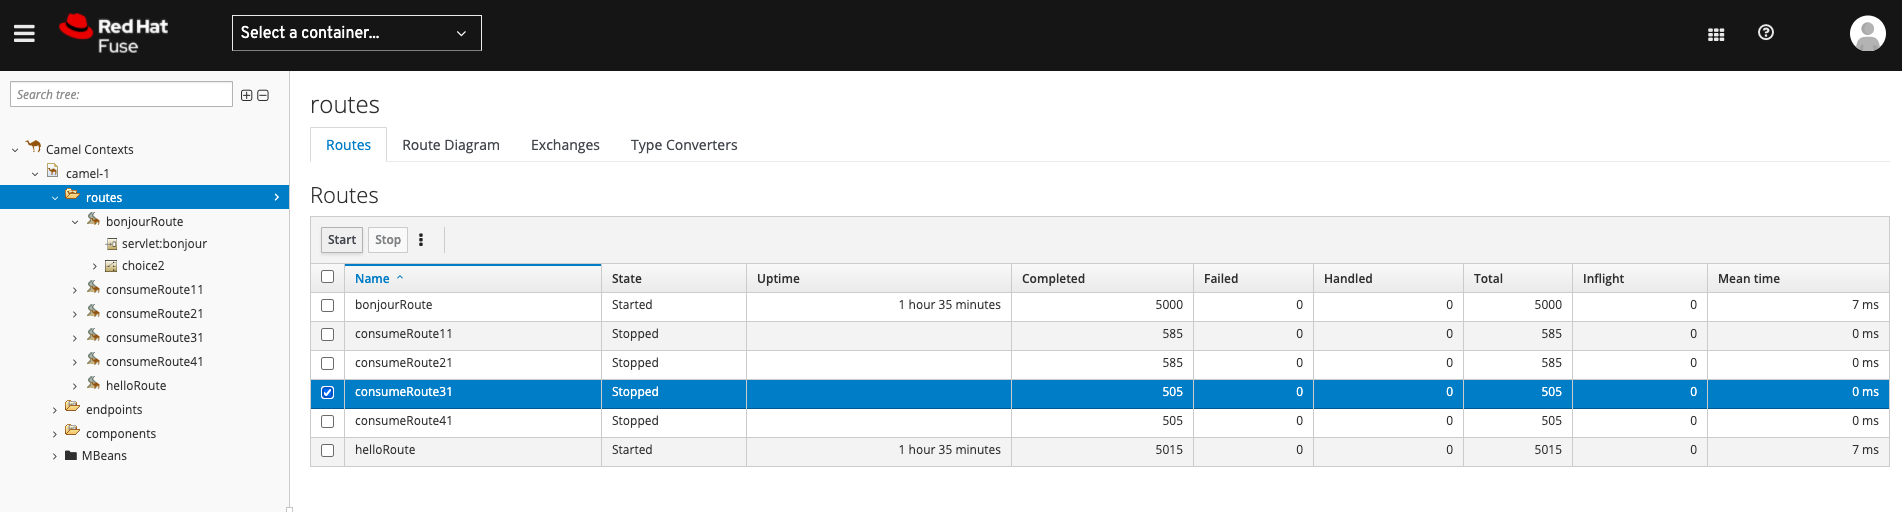 Red Hat
Fuse
Select a container...
Search tree:
Camel Contexts
camel-1
routes
bonjourRoute
servlet:bonjour
choice2
consumeRoute11
consumeRoute21
consumeRoute31
consumeRoute41
helloRoute
endpoints
components
MBeans
routes
Routes Route Diagram Exchanges Type Converters
Routes
Start Stop
Name State Uptime Completed Failed Handled Total Inflight Mean time
bonjourRoute Started 1 hour 35 minutes 5000 0 0 5000 0 7 ms
consumeRoute11 Stopped 585 0 0 585 0 0 ms
consumeRoute21 Stopped 585 0 0 585 0 0 ms
consumeRoute31 Stopped 505 0 0 505 0 0 ms
consumeRoute41 Stopped 505 0 0 505 0 0 ms
helloRoute Started 1 hour 35 minutes 5015 0 0 5015 0 7 ms